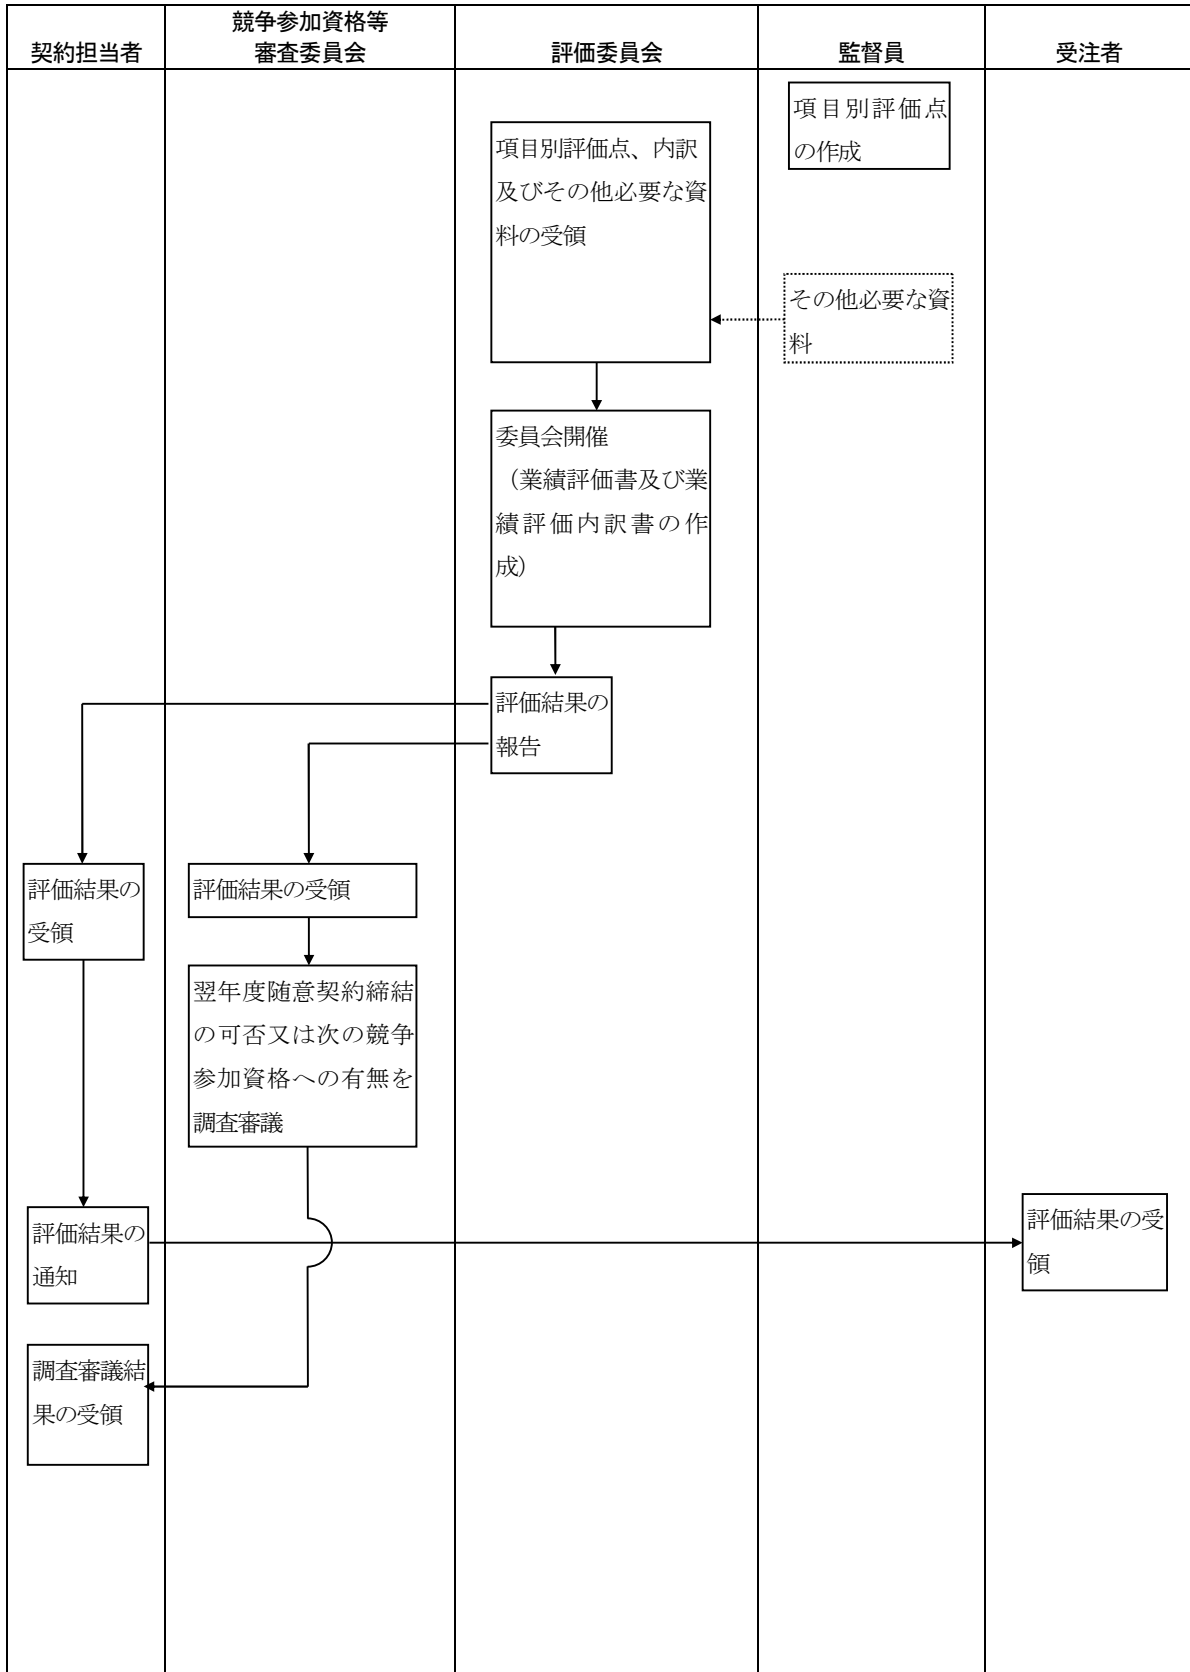 契約担当者
競争参加資格等
審査委員会
評価委員会
監督員
受注者
項目別評価点
の作成
項目別評価点、内訳
及びその他必要な資
料の受領
その他必要な資
料
委員会開催
（業績評価書及び業
績評価内訳書の作
成）
評価結果の
報告
評価結果の
受領
評価結果の受領
翌年度随意契約締結
の可否又は次の競争
参加資格への有無を
調査審議
評価結果の
通知
評価結果の受
領
調査審議結
果の受領